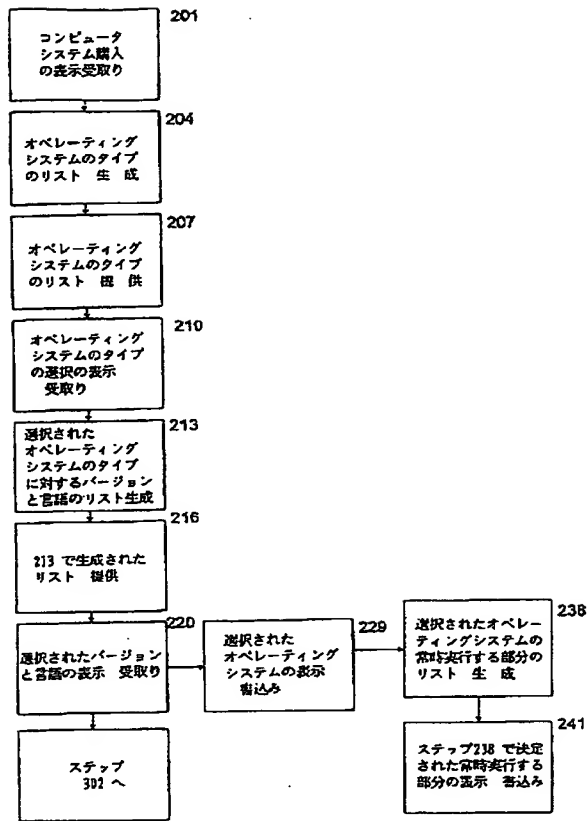 201
コンピュータ
システム購入
の表示受取り
204
オペレーティング
システムのタイプ
のリスト 生成
207
オペレーティング
システムのタイプ
のリスト 提供
210
オペレーティング
システムのタイプ
の選択の表示
受取り
213
選択された
オペレーティング
システムのタイプ
に対するバージョン
と言語のリスト生成
216
213 で生成された
リスト 提供
220
選択されたバージョン
と言語の表示 受取り
229
選択された
オペレーティング
システムの表示
書込み
238
選択されたオペレー
ティングシステムの
常時実行する部分の
リスト 生成
241
ステップ238 で決定
された常時実行する
部分の表示 書込み
ステップ
302 へ